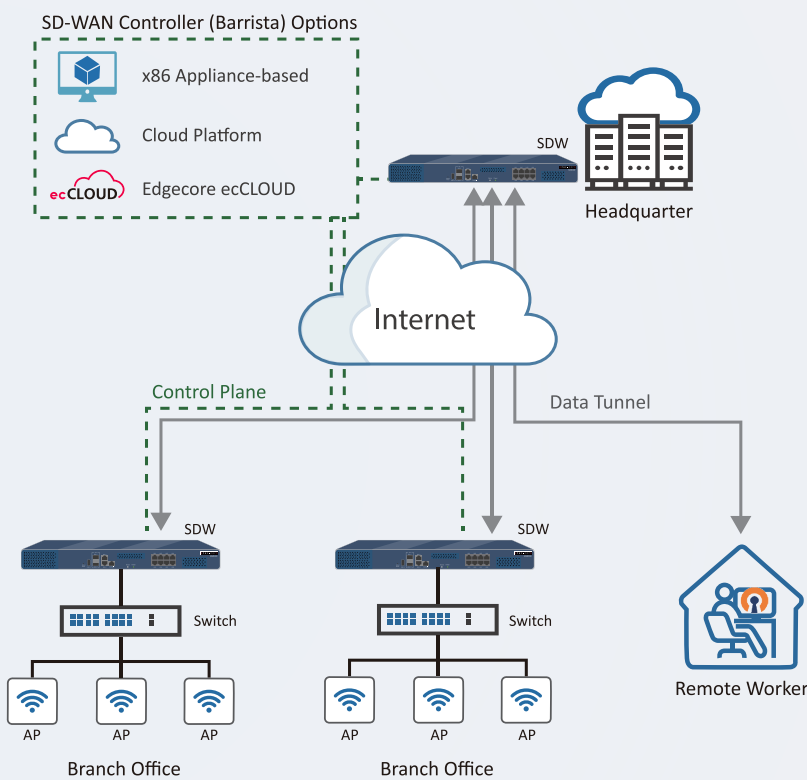 SD-WAN Controller (Barrista) Options
x86 Appliance-based
Cloud Platform
ecCLOUD
Edgecore ecCLOUD
SDW
Headquarter
Internet
Control Plane
Data Tunnel
SDW
SDW
Switch
Switch
Remote Worker
AP
AP
AP
AP
AP
AP
Branch Office
Branch Office